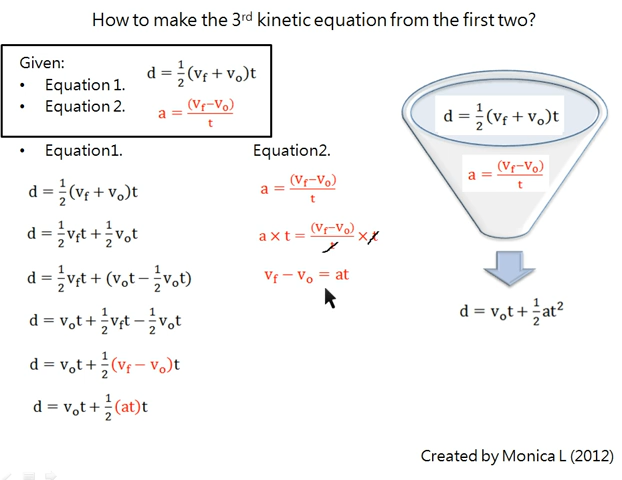 How to make the 3rd kinetic equation from the first two?
Given:
• Equation 1. d = 1/2(vf + vo)t
• Equation 2. a = (vf−vo)/t
• Equation1.
d = 1/2(vf + vo)t
d = 1/2vft + 1/2vot
d = 1/2vft + (vot − 1/2vot)
d = vot + 1/2vft − 1/2vot
d = vot + 1/2(vf − vo)t
d = vot + 1/2(at)t
Equation2.
a = (vf−vo)/t
a × t = (vf−vo)/t × t
vf − vo = at
d = 1/2(vf + vo)t
a = (vf−vo)/t
d = vot + 1/2at²
Created by Monica L (2012)